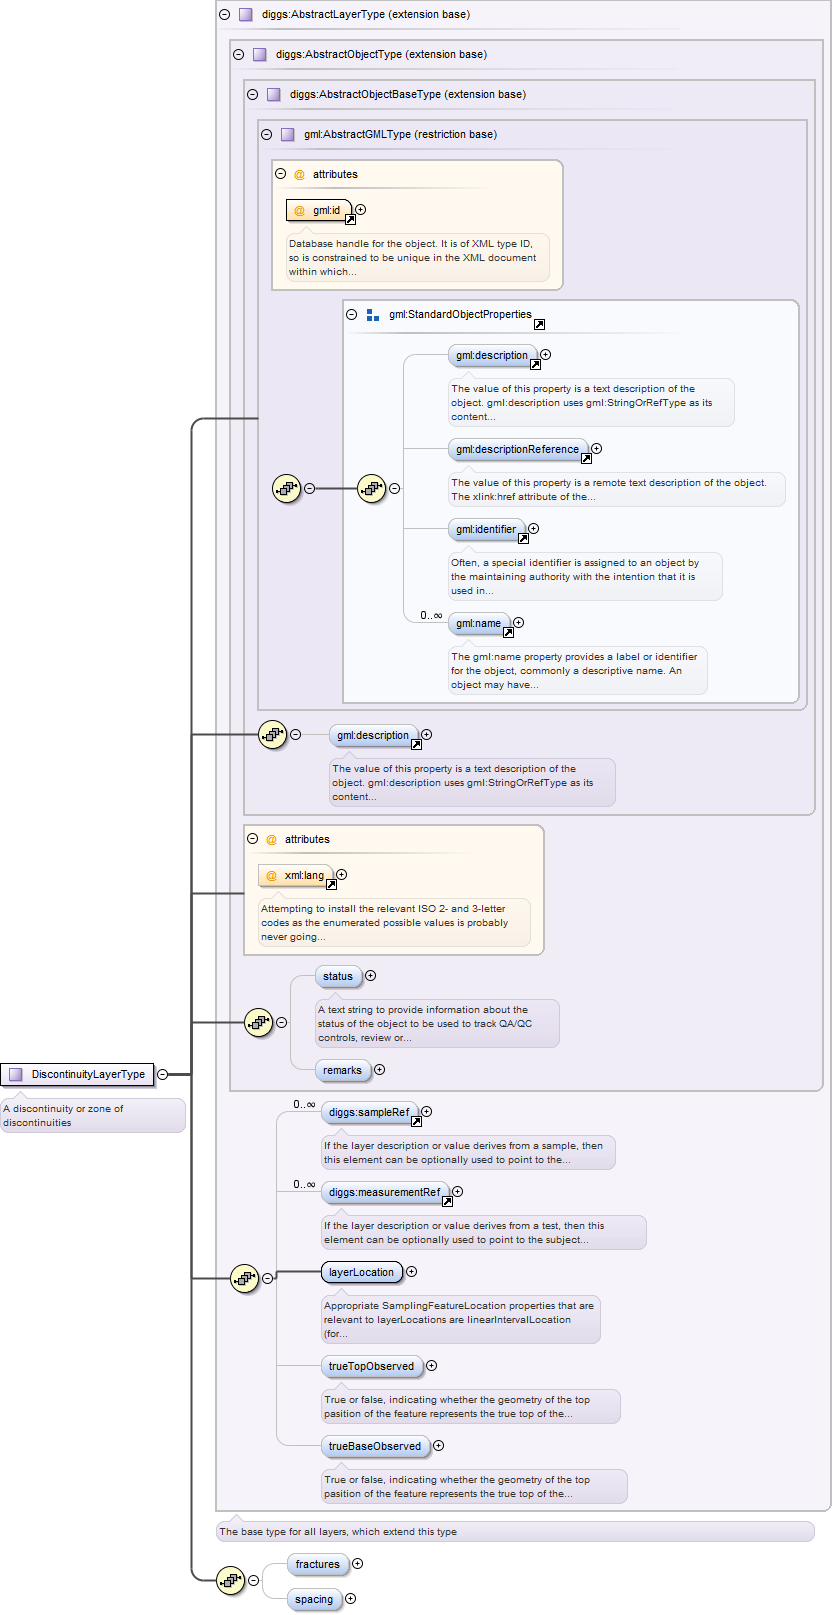 diggs:AbstractLayerType (extension base)
diggs:AbstractObjectType (extension base)
diggs:AbstractObjectBaseType (extension base)
gml:AbstractGMLType (restriction base)
@ attributes
@ gml:id
Database handle for the object. It is of XML type ID,
so is constrained to be unique in the XML document
within which...
gml:StandardObjectProperties
gml:description
The value of this property is a text description of the
object. gml:description uses gml:StringOrRefType as its
content...
gml:descriptionReference
The value of this property is a remote text description of the object.
The xlink:href attribute of the...
gml:identifier
Often, a special identifier is assigned to an object by
the maintaining authority with the intention that it is
used in...
0..∞
gml:name
The gml:name property provides a label or identifier
for the object, commonly a descriptive name. An
object may have...
gml:description
The value of this property is a text description of the
object. gml:description uses gml:StringOrRefType as its
content...
@ attributes
@ xml:lang
Attempting to install the relevant ISO 2- and 3-letter
codes as the enumerated possible values is probably
never going...
status
A text string to provide information about the
status of the object to be used to track QA/QC
controls, review or...
remarks
DiscontinuityLayerType
A discontinuity or zone of
discontinuities
0..∞
diggs:sampleRef
If the layer description or value derives from a sample, then
this element can be optionally used to point to the...
0..∞
diggs:measurementRef
If the layer description or value derives from a test, then this
element can be optionally used to point to the subject...
layerLocation
Appropriate SamplingFeatureLocation properties that are
relevant to layerLocations are linearIntervalLocation
(for...
trueTopObserved
True or false, indicating whether the geometry of the top
pasition of the feature represents the true top of the...
trueBaseObserved
True or false, indicating whether the geometry of the top
pasition of the feature represents the true top of the...
The base type for all layers, which extend this type
fractures
spacing